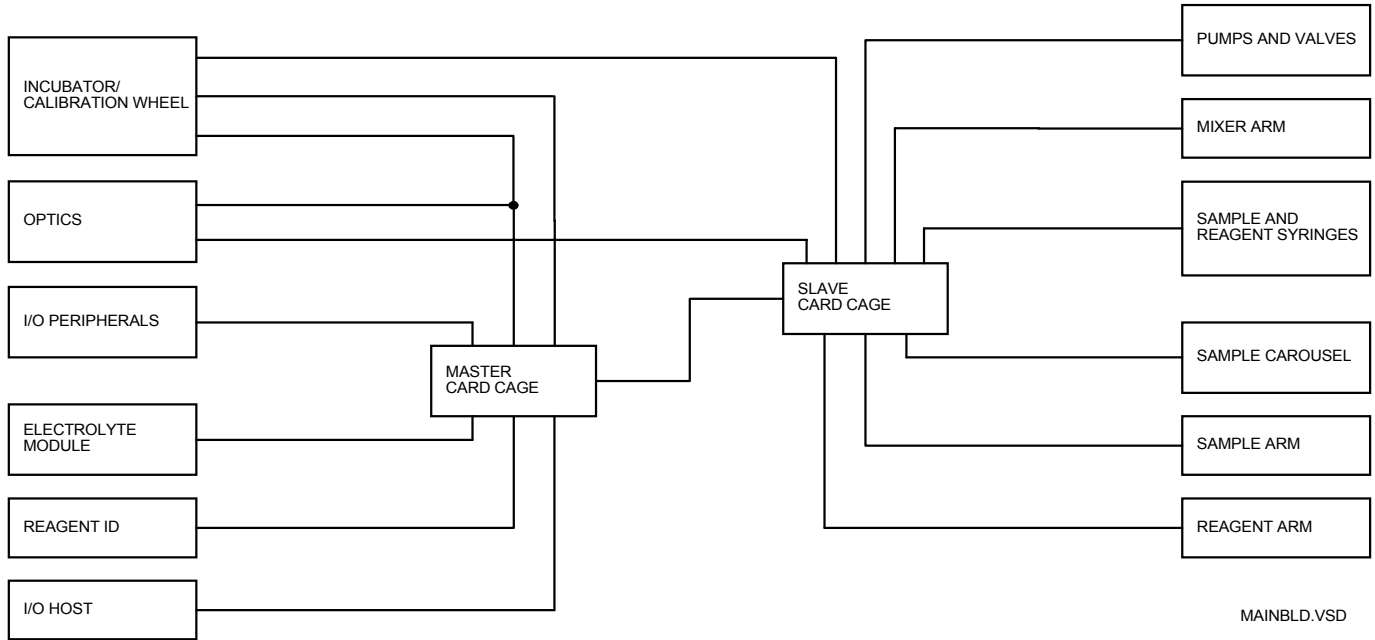 INCUBATOR/
CALIBRATION WHEEL
OPTICS
I/O PERIPHERALS
ELECTROLYTE
MODULE
REAGENT ID
I/O HOST
MASTER
CARD CAGE
SLAVE
CARD CAGE
PUMPS AND VALVES
MIXER ARM
SAMPLE AND
REAGENT SYRINGES
SAMPLE CAROUSEL
SAMPLE ARM
REAGENT ARM
MAINBLD.VSD